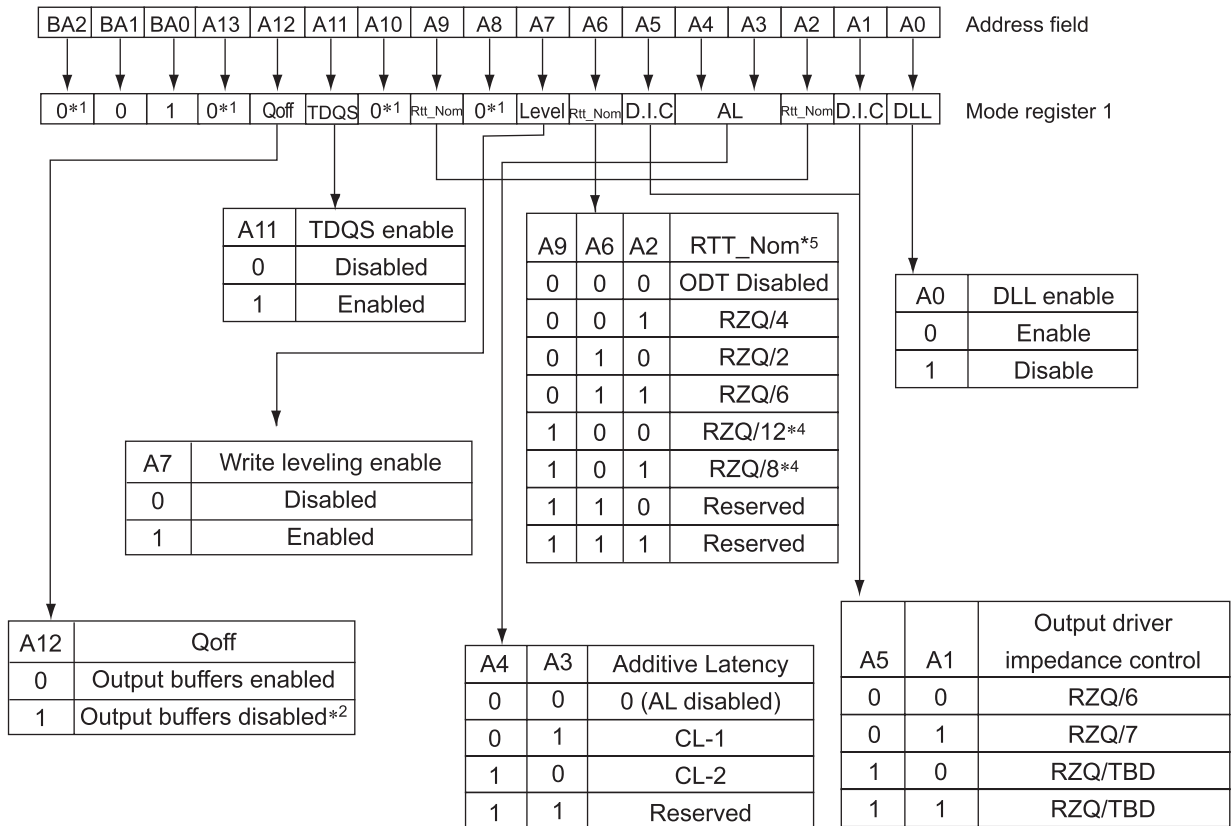 BA2 BA1 BA0 A13 A12 A11 A10 A9 A8 A7 A6 A5 A4 A3 A2 A1 A0 Address field
0*1 0 1 0*1 Qoff TDQS 0*1 Rtt_Nom 0*1 Level Rtt_Nom D.I.C AL Rtt_Nom D.I.C DLL Mode register 1
A11 TDQS enable
0 Disabled
1 Enabled
A9 A6 A2 RTT_Nom*5
0 0 0 ODT Disabled
0 0 1 RZQ/4
0 1 0 RZQ/2
0 1 1 RZQ/6
1 0 0 RZQ/12*4
1 0 1 RZQ/8*4
1 1 0 Reserved
1 1 1 Reserved
A0 DLL enable
0 Enable
1 Disable
A7 Write leveling enable
0 Disabled
1 Enabled
A12 Qoff
0 Output buffers enabled
1 Output buffers disabled*2
A4 A3 Additive Latency
0 0 0 (AL disabled)
0 1 CL-1
1 0 CL-2
1 1 Reserved
A5 A1 Output driver
impedance control
0 0 RZQ/6
0 1 RZQ/7
1 0 RZQ/TBD
1 1 RZQ/TBD